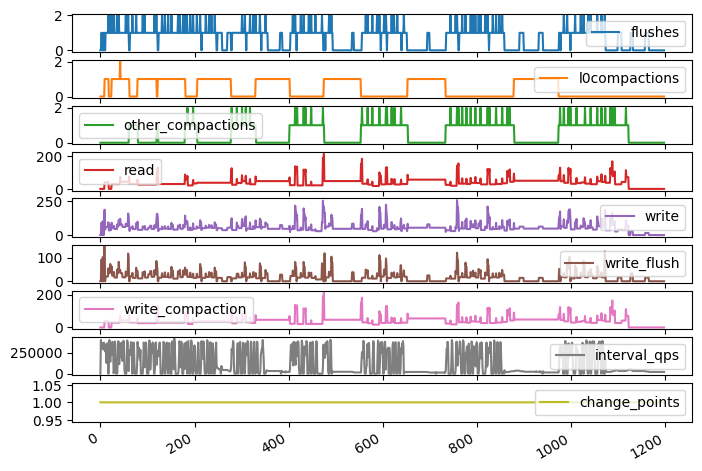 2
0
flushes
2
0
l0compactions
2
0
other_compactions
200
0
read
250
0
write
100
0
write_flush
200
0
write_compaction
250000
0
interval_qps
1.05
1.00
0.95
change_points
0 200 400 600 800 1000 1200